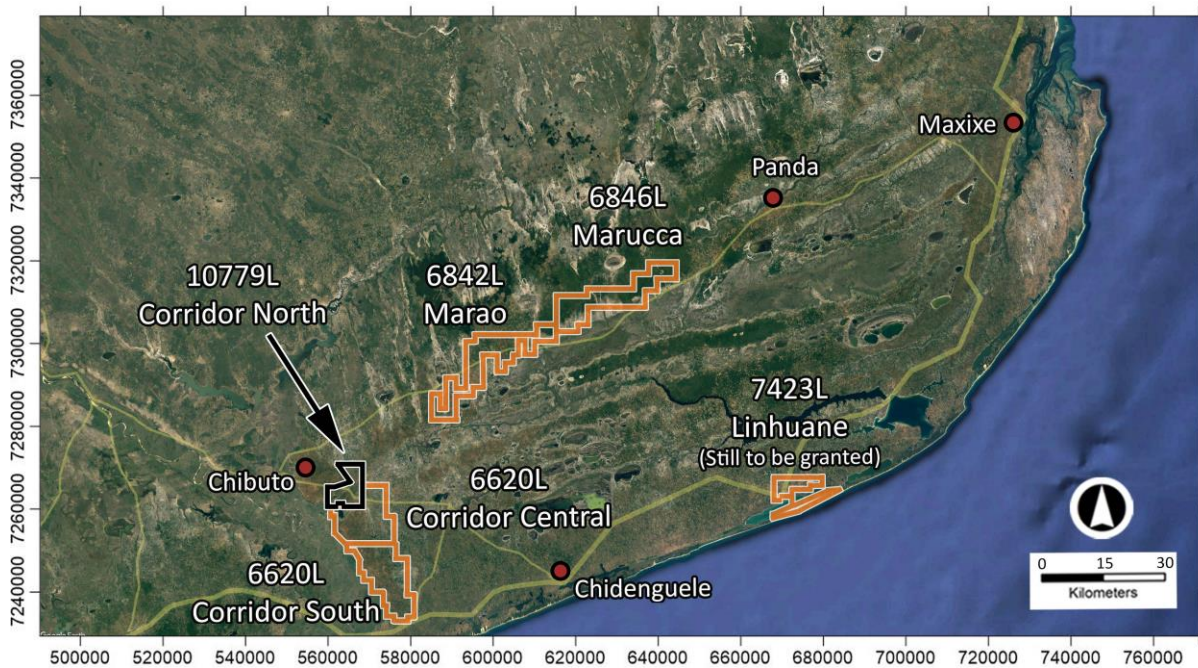 7360000
7340000
7320000
7300000
7280000
7260000
7240000
Maxixe
Panda
6846L
Marucca
10779L
Corridor North
6842L
Marao
7423L
Linhuane
(Still to be granted)
Chibuto
6620L
Corridor Central
6620L
Corridor South
Chidenguele
0 15 30
Kilometers
500000 520000 540000 560000 580000 600000 620000 640000 660000 680000 700000 720000 740000